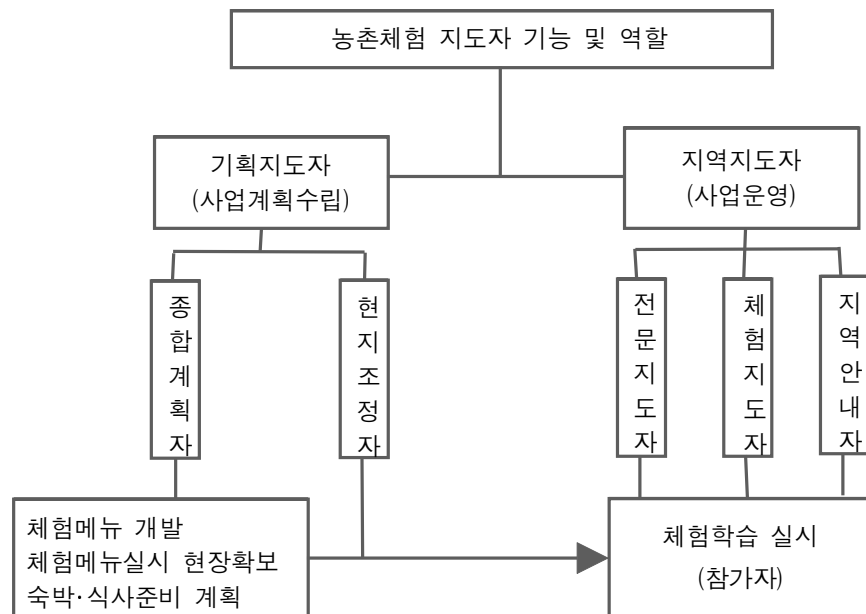 농촌체험 지도자 기능 및 역할
기획지도자
(사업계획수립)
지역지도자
(사업운영)
종합계획자
현지조정자
전문지도자
체험지도자
지역안내자
체험메뉴 개발
체험메뉴실시 현장확보
숙박·식사준비 계획
체험학습 실시
(참가자)